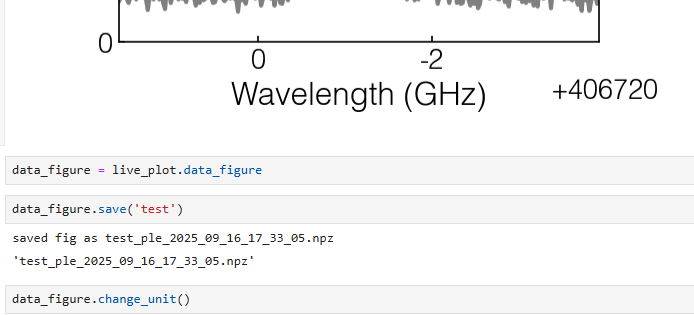 0
0 -2
Wavelength (GHz) +406720
data_figure = live_plot.data_figure
data_figure.save('test')
saved fig as test_ple_2025_09_16_17_33_05.npz
'test_ple_2025_09_16_17_33_05.npz'
data_figure.change_unit()